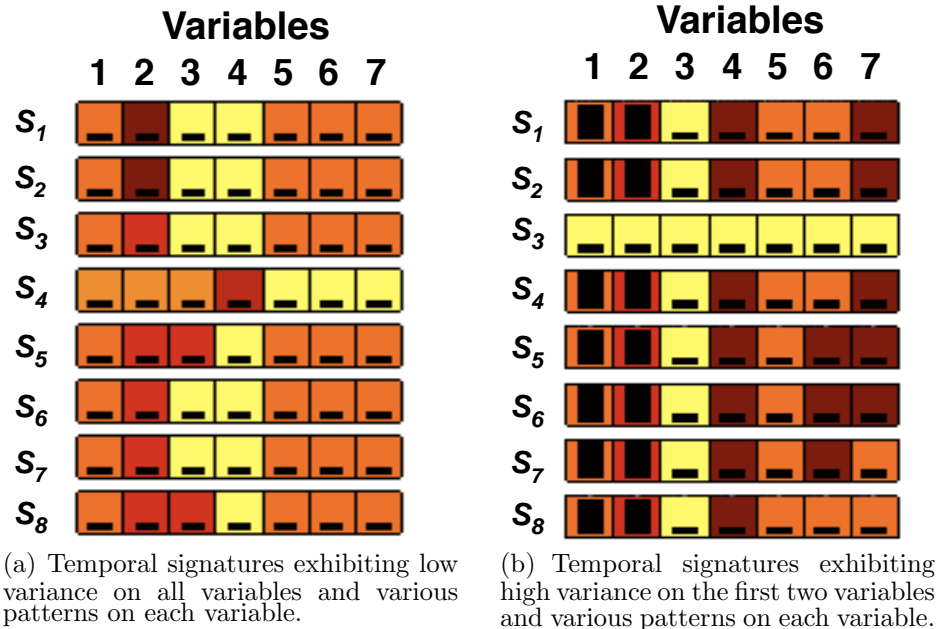 Variables
1 2 3 4 5 6 7
S1
S2
S3
S4
S5
S6
S7
S8
(a) Temporal signatures exhibiting low
variance on all variables and various
patterns on each variable.
Variables
1 2 3 4 5 6 7
S1
S2
S3
S4
S5
S6
S7
S8
(b) Temporal signatures exhibiting
high variance on the first two variables
and various patterns on each variable.